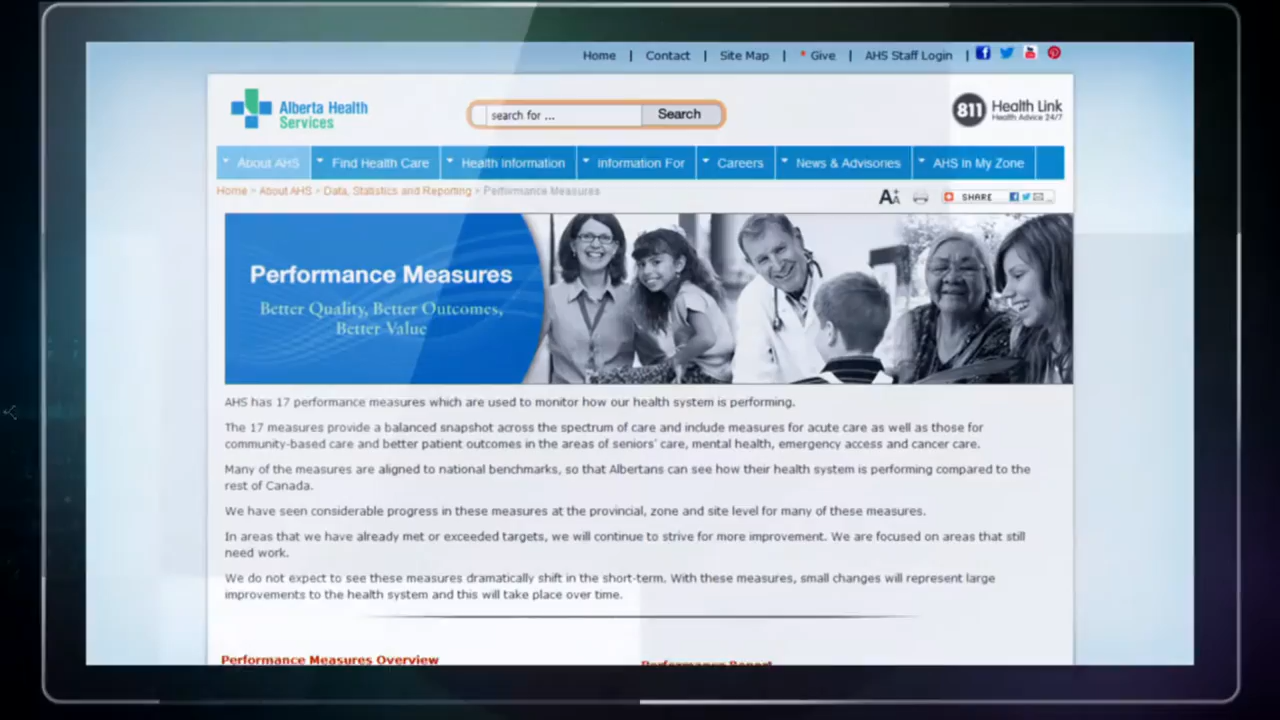 Home | Contact | Site Map | * Give | AHS Staff Login |
Alberta Health
Services
search for ... Search
811 Health Link
Health Advice 24/7
About AHS Find Health Care Health Information Information For Careers News & Advisories AHS in My Zone
Home > About AHS > Data, Statistics and Reporting > Performance Measures
SHARE
Performance Measures
Better Quality, Better Outcomes,
Better Value
AHS has 17 performance measures which are used to monitor how our health system is performing.
The 17 measures provide a balanced snapshot across the spectrum of care and include measures for acute care as well as those for
community-based care and better patient outcomes in the areas of seniors' care, mental health, emergency access and cancer care.
Many of the measures are aligned to national benchmarks, so that Albertans can see how their health system is performing compared to the
rest of Canada.
We have seen considerable progress in these measures at the provincial, zone and site level for many of these measures.
In areas that we have already met or exceeded targets, we will continue to strive for more improvement. We are focused on areas that still
need work.
We do not expect to see these measures dramatically shift in the short-term. With these measures, small changes will represent large
improvements to the health system and this will take place over time.
Performance Measures Overview
Performance Report